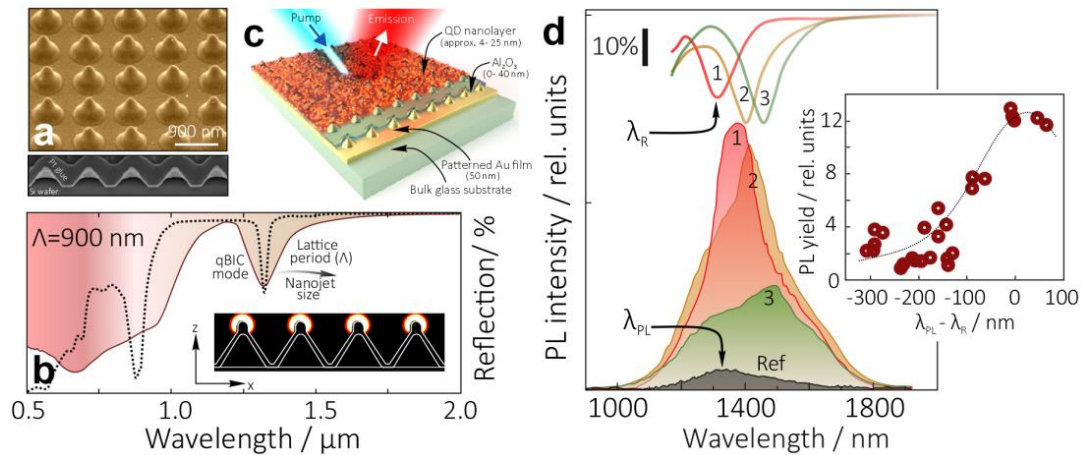 a
900 nm
Pt glue
Si wafer
c
Pump
Emission
QD nanolayer
(approx. 4- 25 nm)
Al₂O₃
(0- 40 nm)
Patterned Au film
(50 nm)
Bulk glass substrate
b
Λ=900 nm
qBIC
mode
Lattice
period (Λ)
Nanojet
size
z
x
Reflection/ %
0.5
1.0
1.5
2.0
Wavelength / μm
d
10%
1
2
3
λR
1
2
3
λPL
Ref
PL intensity / rel. units
1000
1400
1800
Wavelength / nm
PL yield / rel. units
12
8
4
0
-300
-200
-100
0
100
λPL - λR / nm